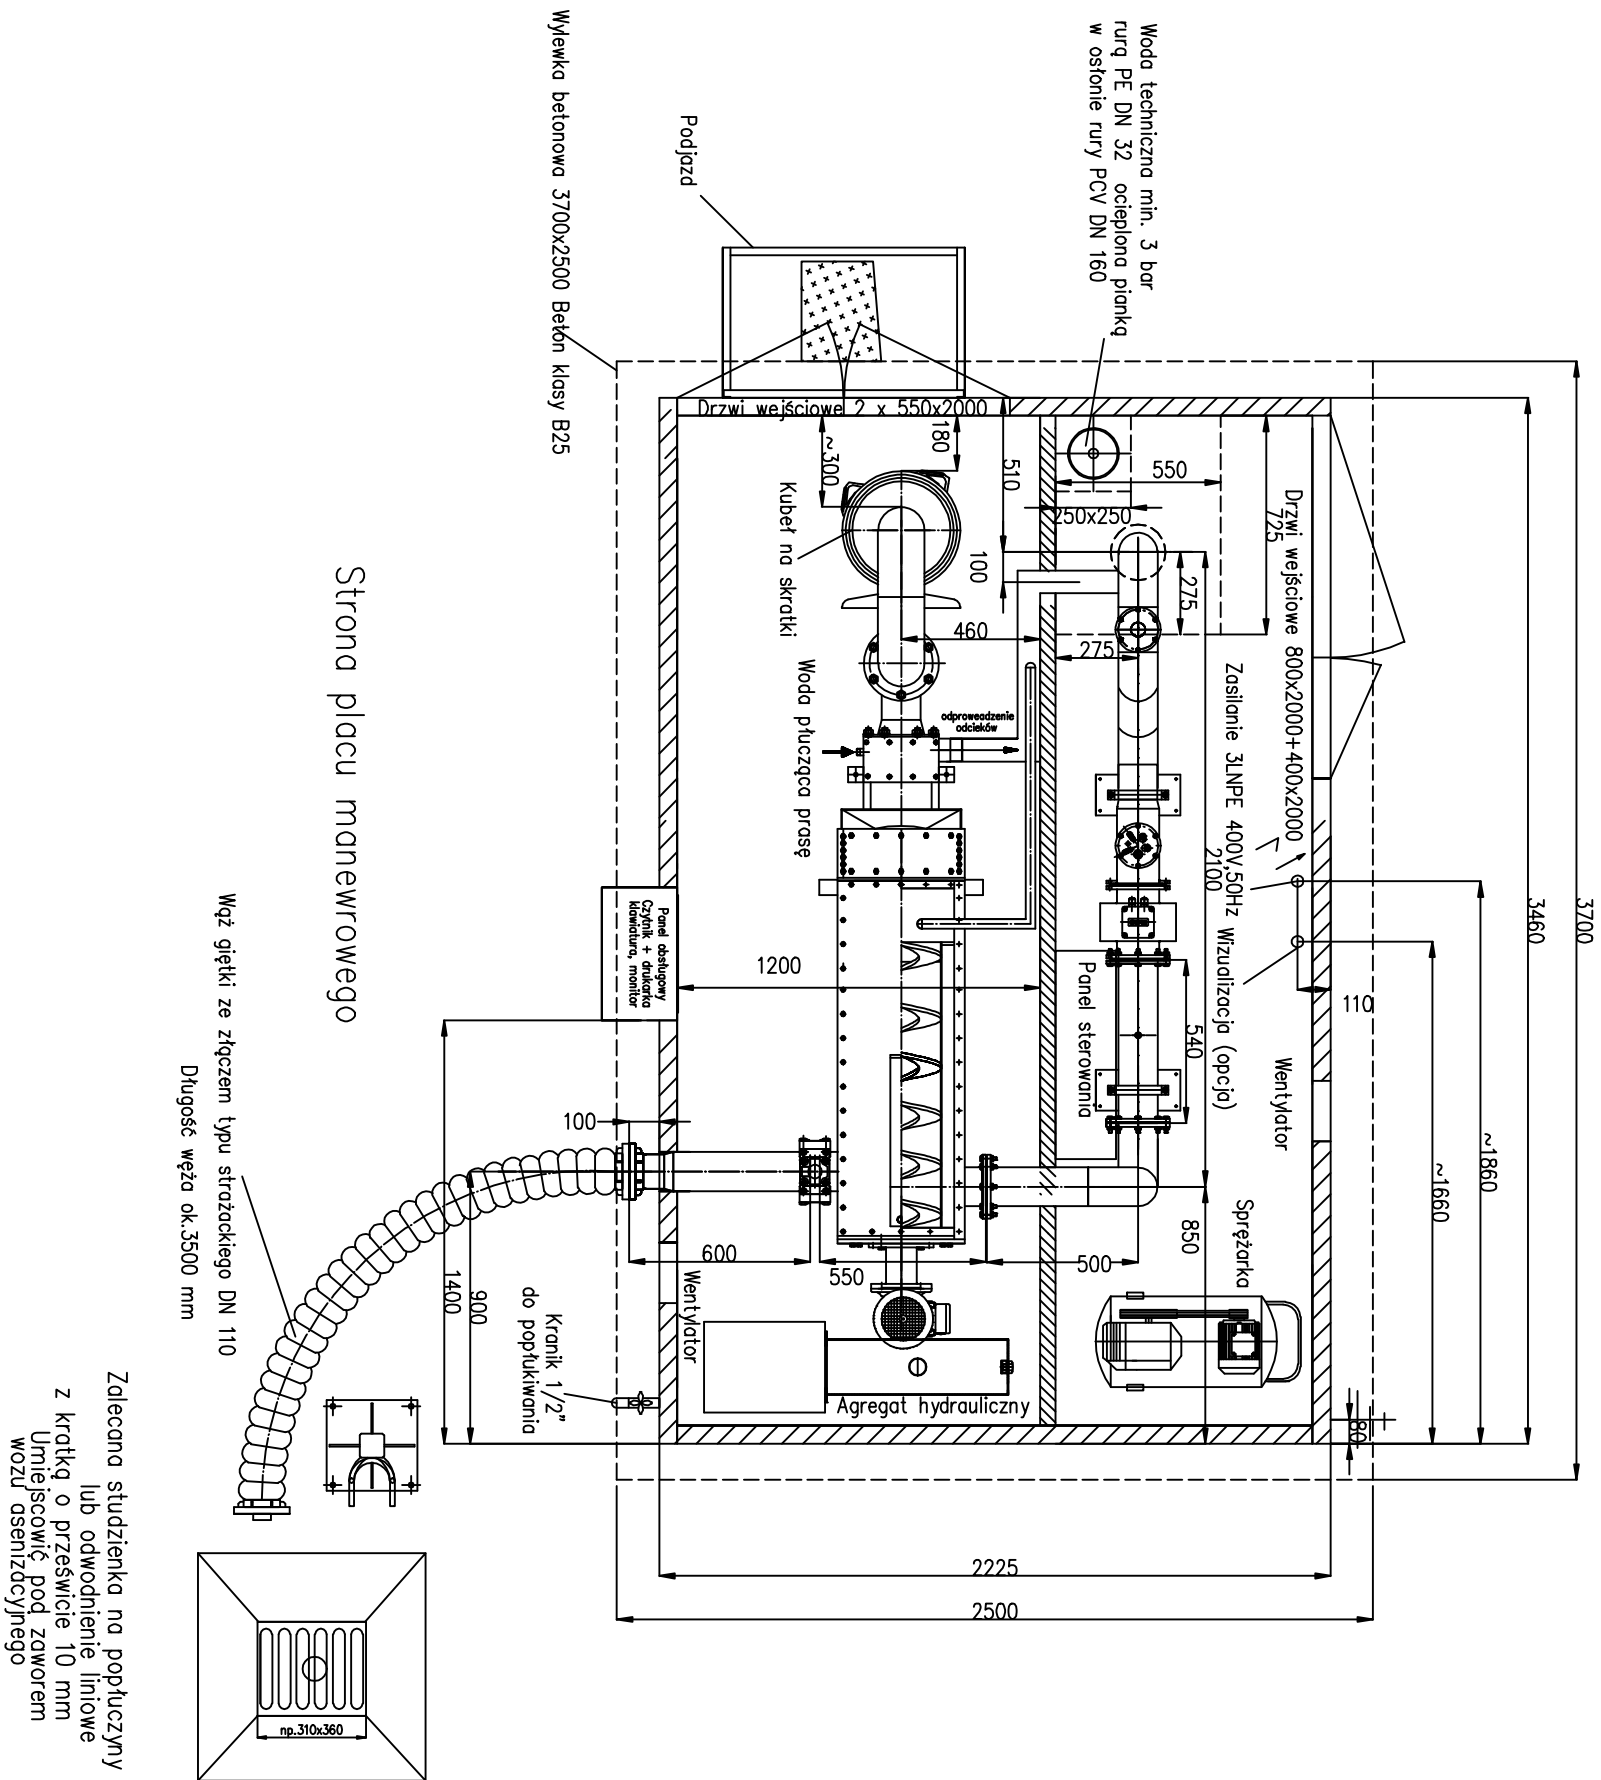 Woda techniczna min. 3 bar
rurą PE DN 32 ocieplona pianką
w osłonie rury PCV DN 160
Podjazd
Wylewka betonowa 3700x2500 Beton klasy B25
Drzwi wejściowe 2 x 550x2000
180
~300
510
100
550
250x250
725
275
275
460
Drzwi wejściowe 800x2000+400x2000
Zasilanie 3LNPE 400V,50Hz
Wizualizacja (opcja)
2100
Kubeł na skratki
Woda płucząca prasę
odproweadzenie
odcieków
Strona placu manewrowego
Panel obsługowy
Czytnik + drukarka
klawiatura, monitor
1200
Panel sterowania
540
110
3460
3700
~1860
~1660
Wentylator
Sprężarka
850
500
550
600
100
900
1400
Wentylator
Kranik 1/2"
do popłukiwania
Agregat hydrauliczny
80
2225
2500
Wąż giętki ze złączem typu strażackiego DN 110
Długość węża ok.3500 mm
Zalecana studzienka na popłuczyny
lub odwodnienie liniowe
z kratką o prześwicie 10 mm
Umiejscowić pod zaworem
wozu asenizacyjnego
np.310x360